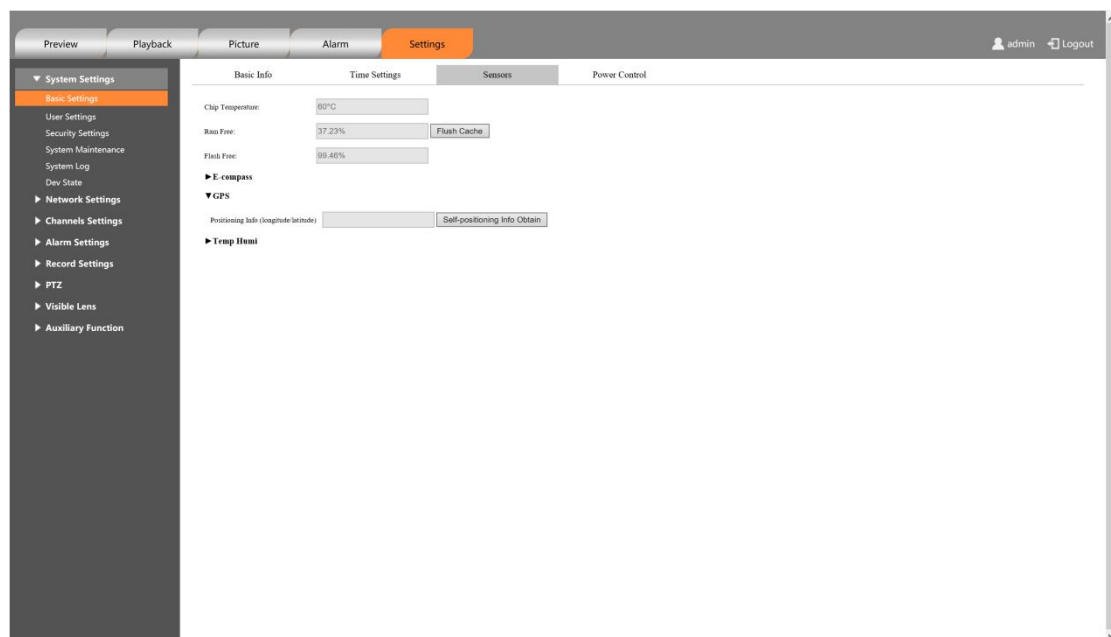 Preview Playback Picture Alarm Settings admin Logout
System Settings
Basic Settings
User Settings
Security Settings
System Maintenance
System Log
Dev State
Network Settings
Channels Settings
Alarm Settings
Record Settings
PTZ
Visible Lens
Auxiliary Function
Basic Info Time Settings Sensors Power Control
Chip Temperature: 60°C
Ram Free: 37.23% Flush Cache
Flash Free: 99.46%
►E-compass
▼GPS
Positioning Info (longitude/latitude) Self-positioning Info Obtain
►Temp Humi